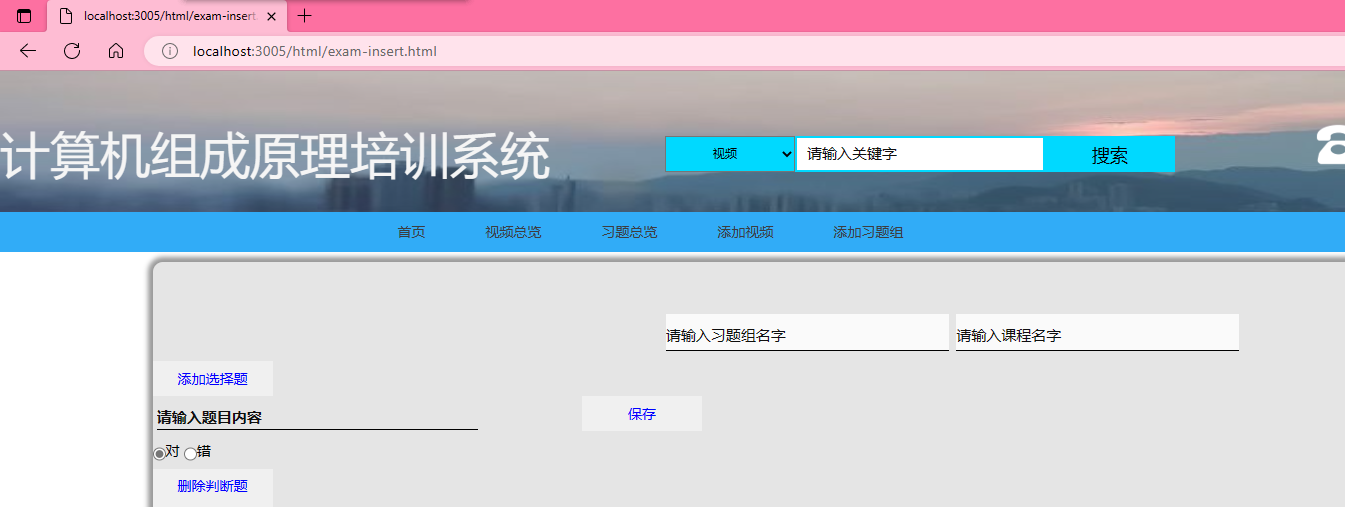 localhost:3005/html/exam-insert.
localhost:3005/html/exam-insert.html
计算机组成原理培训系统
视频 请输入关键字 搜索
a
首页 视频总览 习题总览 添加视频 添加习题组
请输入习题组名字 请输入课程名字
添加选择题
请输入题目内容 保存
对 错
删除判断题